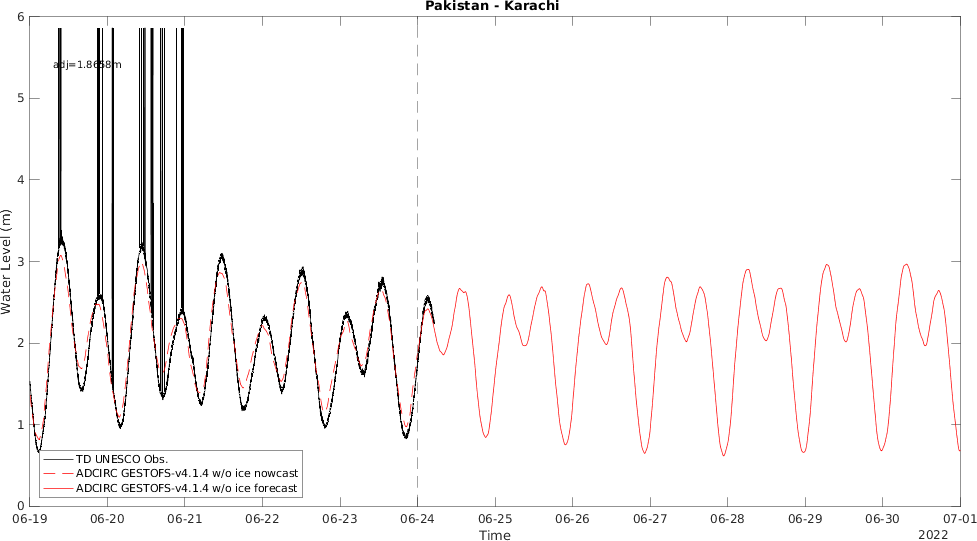 Pakistan - Karachi
6
adj=1.8658m
5
4
3
2
1
0
Water Level (m)
TD UNESCO Obs.
ADCIRC GESTOFS-v4.1.4 w/o ice nowcast
ADCIRC GESTOFS-v4.1.4 w/o ice forecast
06-19 06-20 06-21 06-22 06-23 06-24 06-25 06-26 06-27 06-28 06-29 06-30 07-01
Time
2022